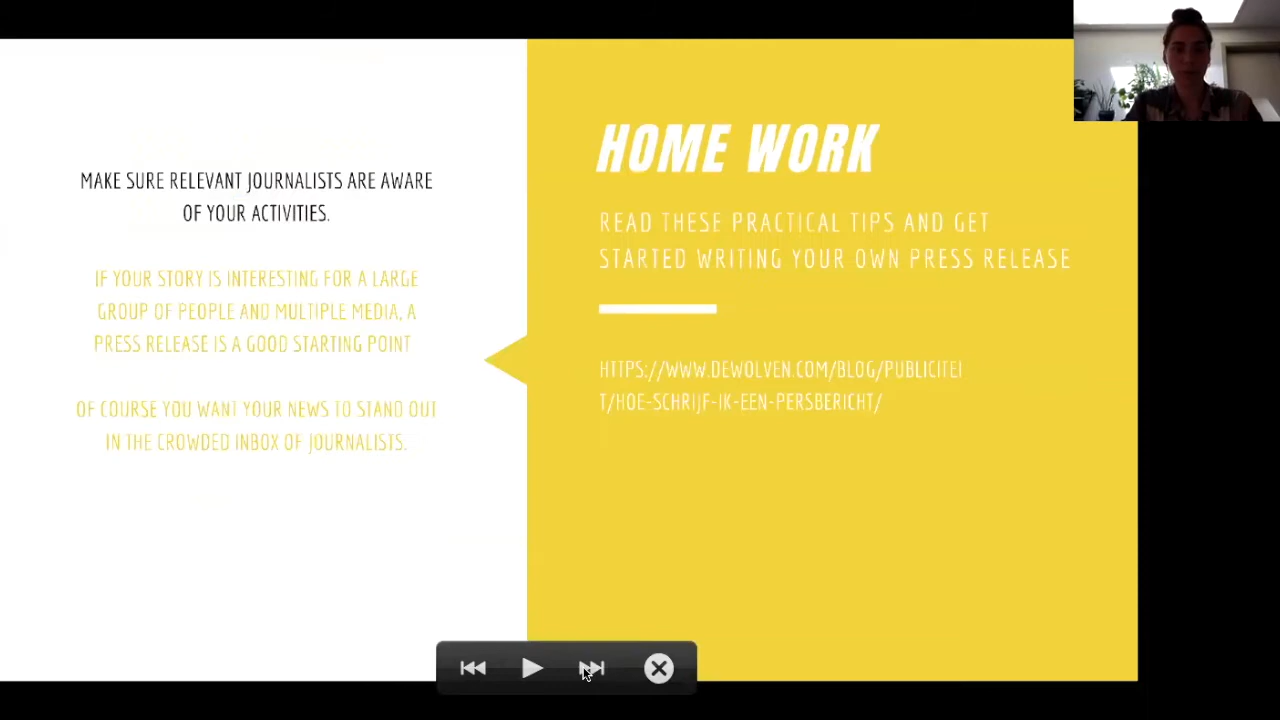 MAKE SURE RELEVANT JOURNALISTS ARE AWARE
OF YOUR ACTIVITIES.
IF YOUR STORY IS INTERESTING FOR A LARGE
GROUP OF PEOPLE AND MULTIPLE MEDIA, A
PRESS RELEASE IS A GOOD STARTING POINT
OF COURSE YOU WANT YOUR NEWS TO STAND OUT
IN THE CROWDED INBOX OF JOURNALISTS.
HOME WORK
READ THESE PRACTICAL TIPS AND GET
STARTED WRITING YOUR OWN PRESS RELEASE
HTTPS://WWW.DEWOLVEN.COM/BLOG/PUBLICITEI
T/HOE-SCHRIJF-IK-EEN-PERSBERICHT/